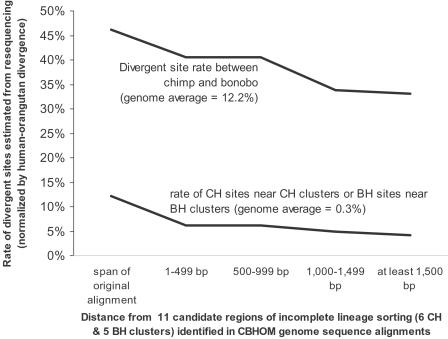 Rate of divergent sites estimated from resequencing
(normalized by human-orangutan divergence)
50%
45%
40%
35%
30%
25%
20%
15%
10%
5%
0%
Divergent site rate between
chimp and bonobo
(genome average = 12.2%)
rate of CH sites near CH clusters or BH sites near
BH clusters (genome average = 0.3%)
span of
original
alignment
1-499 bp
500-999 bp
1,000-1,499
bp
at least 1,500
bp
Distance from 11 candidate regions of incomplete lineage sorting (6 CH
& 5 BH clusters) identified in CBHOM genome sequence alignments